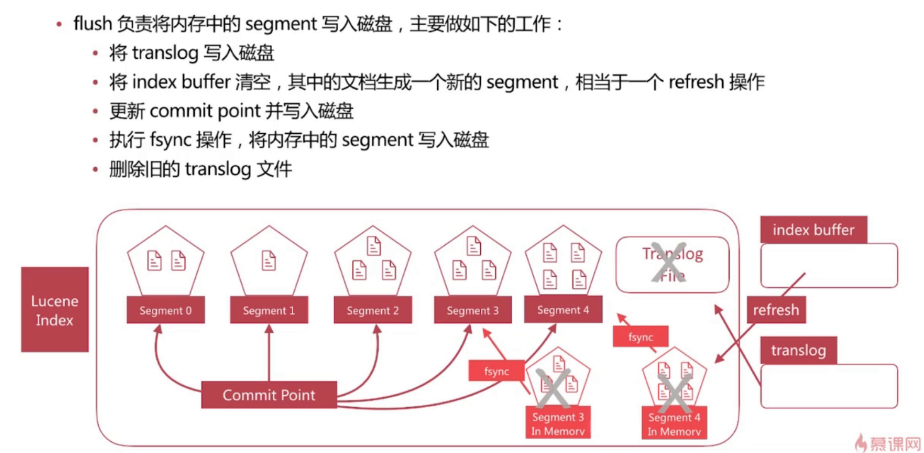 flush 负责将内存中的 segment 写入磁盘，主要做如下的工作：
将 translog 写入磁盘
将 index buffer 清空，其中的文档生成一个新的 segment，相当于一个 refresh 操作
更新 commit point 并写入磁盘
执行 fsync 操作，将内存中的 segment 写入磁盘
删除旧的 translog 文件
index buffer
Translog
File
Lucene
Index
Segment 0
Segment 1
Segment 2
Segment 3
Segment 4
refresh
fsync
translog
fsync
Commit Point
Segment 3
In Memory
Segment 4
In Memory
慕课网